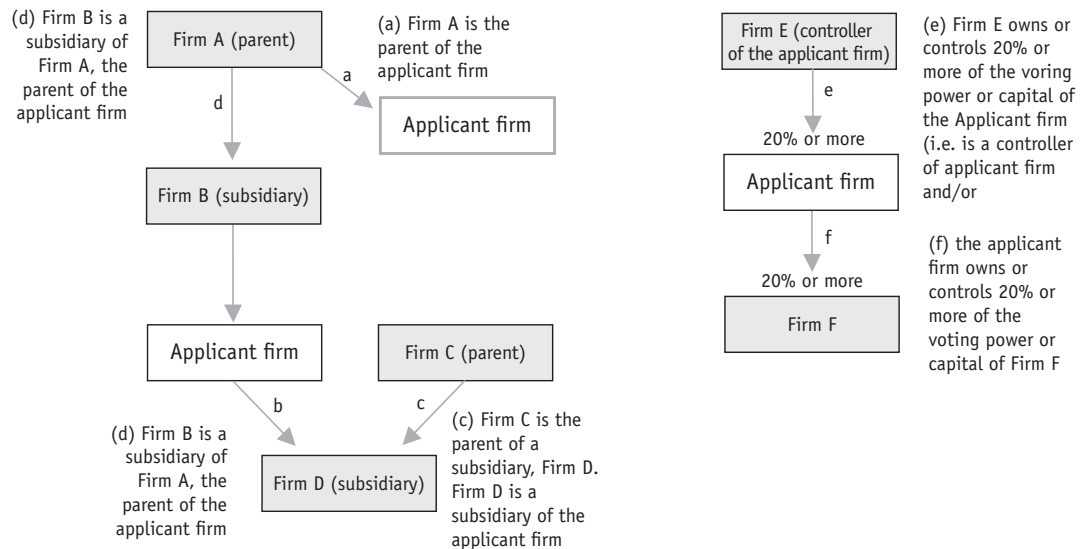 (d) Firm B is a
subsidiary of
Firm A, the
parent of the
applicant firm
Firm A (parent)
(a) Firm A is the
parent of the
applicant firm
a
d
Applicant firm
Firm B (subsidiary)
Applicant firm
Firm C (parent)
b
c
(d) Firm B is a
subsidiary of
Firm A, the
parent of the
applicant firm
Firm D (subsidiary)
(c) Firm C is the
parent of a
subsidiary, Firm D.
Firm D is a
subsidiary of the
applicant firm
Firm E (controller
of the applicant firm)
e
20% or more
Applicant firm
f
20% or more
Firm F
(e) Firm E owns or
controls 20% or
more of the voring
power or capital of
the Applicant firm
(i.e. is a controller
of applicant firm
and/or
(f) the applicant
firm owns or
controls 20% or
more of the
voting power or
capital of Firm F